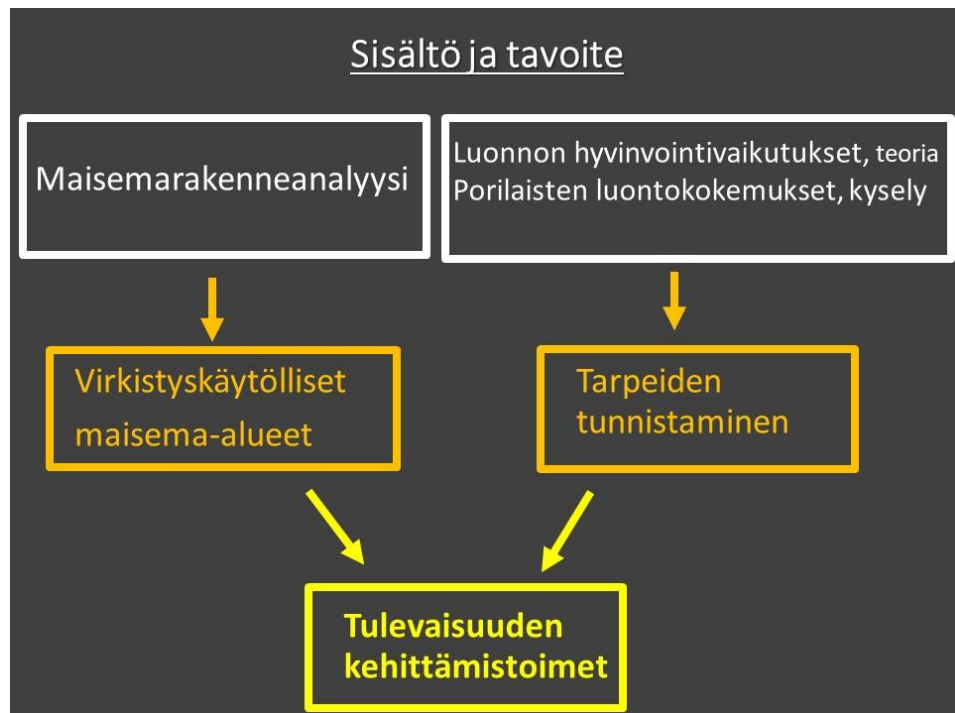 Sisältö ja tavoite
Maisemarakenneanalyysi
Luonnon hyvinvointivaikutukset, teoria
Porilaisten luontokokemukset, kysely
Virkistyskäytölliset
maisema-alueet
Tarpeiden
tunnistaminen
Tulevaisuuden
kehittämistoimet